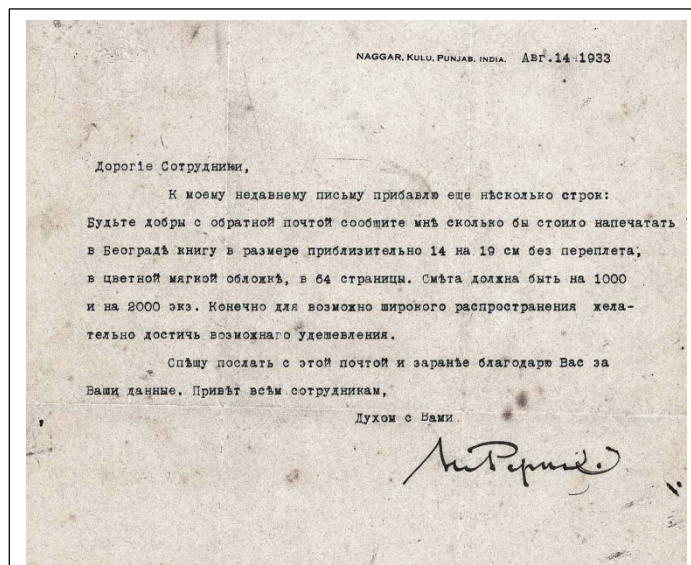 NAGGAR, KULU, PUNJAB, INDIA. Авг.14.1933
Дорогіе Сотрудники,
К моему недавнему письму прибавлю еще нѣсколько строк:
Будьте добры с обратной почтой сообщите мнѣ сколько бы стоило напечатать
в Београдѣ книгу в размере приблизительно 14 на 19 см без переплета,
в цветной мягкой обложкѣ, в 64 страницы. Смѣта должна быть на 1000
и на 2000 экз. Конечно для возможно широкого распространения жела-
тельно достичь возможнаго удешевления.
Спѣшу послать с этой почтой и заранѣе благодарю Вас за
Ваши данные. Привѣт всѣм сотрудникам,
Духом с Вами